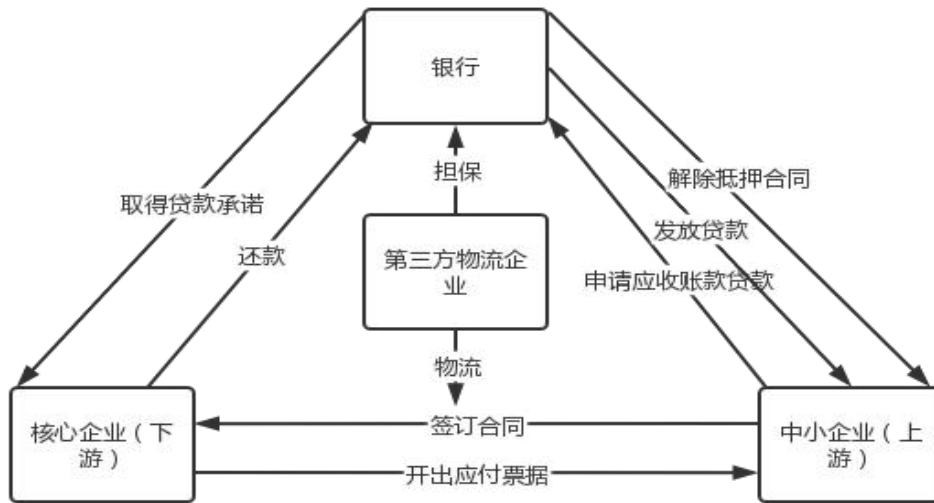 银行
担保
解除抵押合同
取得贷款承诺
发放贷款
还款
第三方物流企
业
申请应收账款贷款
物流
核心企业（下
游）
签订合同
中小企业（上
游）
开出应付票据